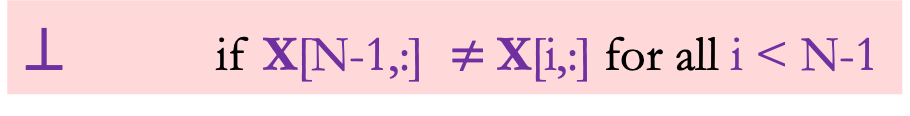 ⊥ if X[N-1,:] ≠ X[i,:] for all i < N-1